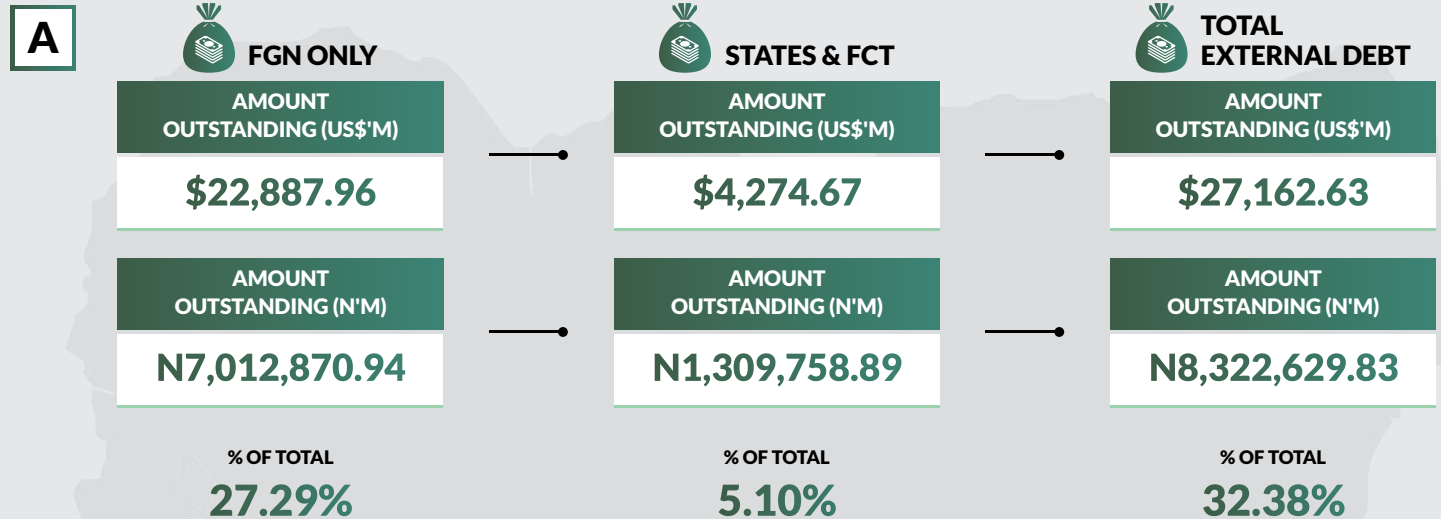 A
FGN ONLY
AMOUNT
OUTSTANDING (US$'M)
$22,887.96
AMOUNT
OUTSTANDING (N'M)
N7,012,870.94
% OF TOTAL
27.29%
STATES & FCT
AMOUNT
OUTSTANDING (US$'M)
$4,274.67
AMOUNT
OUTSTANDING (N'M)
N1,309,758.89
% OF TOTAL
5.10%
TOTAL
EXTERNAL DEBT
AMOUNT
OUTSTANDING (US$'M)
$27,162.63
AMOUNT
OUTSTANDING (N'M)
N8,322,629.83
% OF TOTAL
32.38%